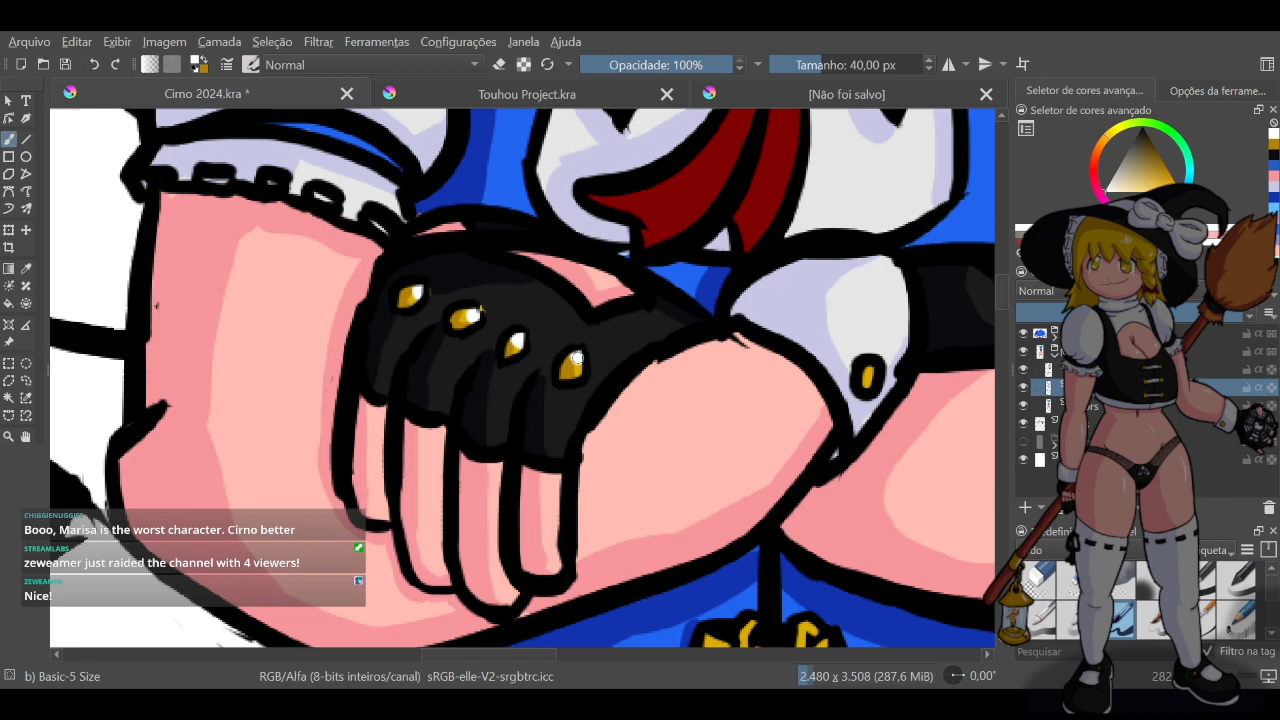 Arquivo Editar Exibir Imagem Camada Seleção Filtrar Ferramentas Configurações Janela Ajuda
Normal Opacidade: 100% Tamanho: 40,00 px
Cirno 2024.kra * Touhou Project.kra [Não foi salvo] Seletor de cores avança... Opções da ferrame...
Seletor de cores avançado
Normal
CHIGGIENUGGIES
Booo, Marisa is the worst character. Cirno better
STREAMLABS
zeweamer just raided the channel with 4 viewers!
ZEWEAMER
Nice!
Pesquisar Filtro na tag
b) Basic-5 Size RGB/Alfa (8-bits inteiros/canal) sRGB-elle-V2-srgbtrc.icc 2.480 x 3.508 (287,6 MiB) 0,00°